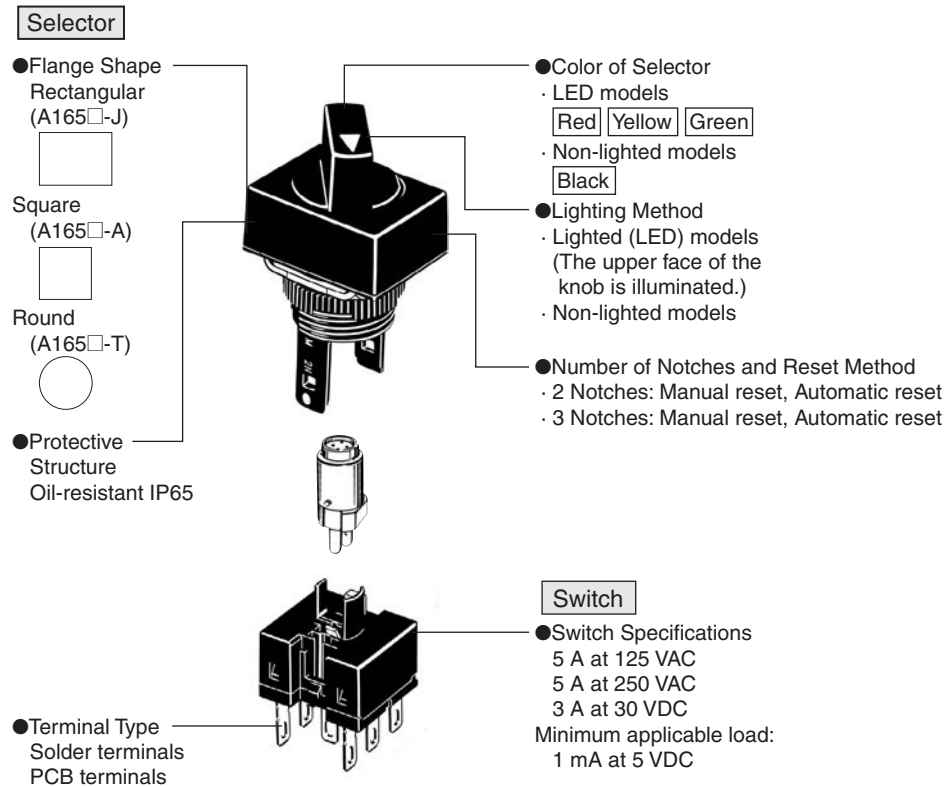 Selector
●Flange Shape
Rectangular
(A165□-J)
Square
(A165□-A)
Round
(A165□-T)
●Protective
Structure
Oil-resistant IP65
●Color of Selector
· LED models
Red Yellow Green
· Non-lighted models
Black
●Lighting Method
· Lighted (LED) models
(The upper face of the
knob is illuminated.)
· Non-lighted models
●Number of Notches and Reset Method
· 2 Notches: Manual reset, Automatic reset
· 3 Notches: Manual reset, Automatic reset
Switch
●Switch Specifications
5 A at 125 VAC
5 A at 250 VAC
3 A at 30 VDC
Minimum applicable load:
1 mA at 5 VDC
●Terminal Type
Solder terminals
PCB terminals